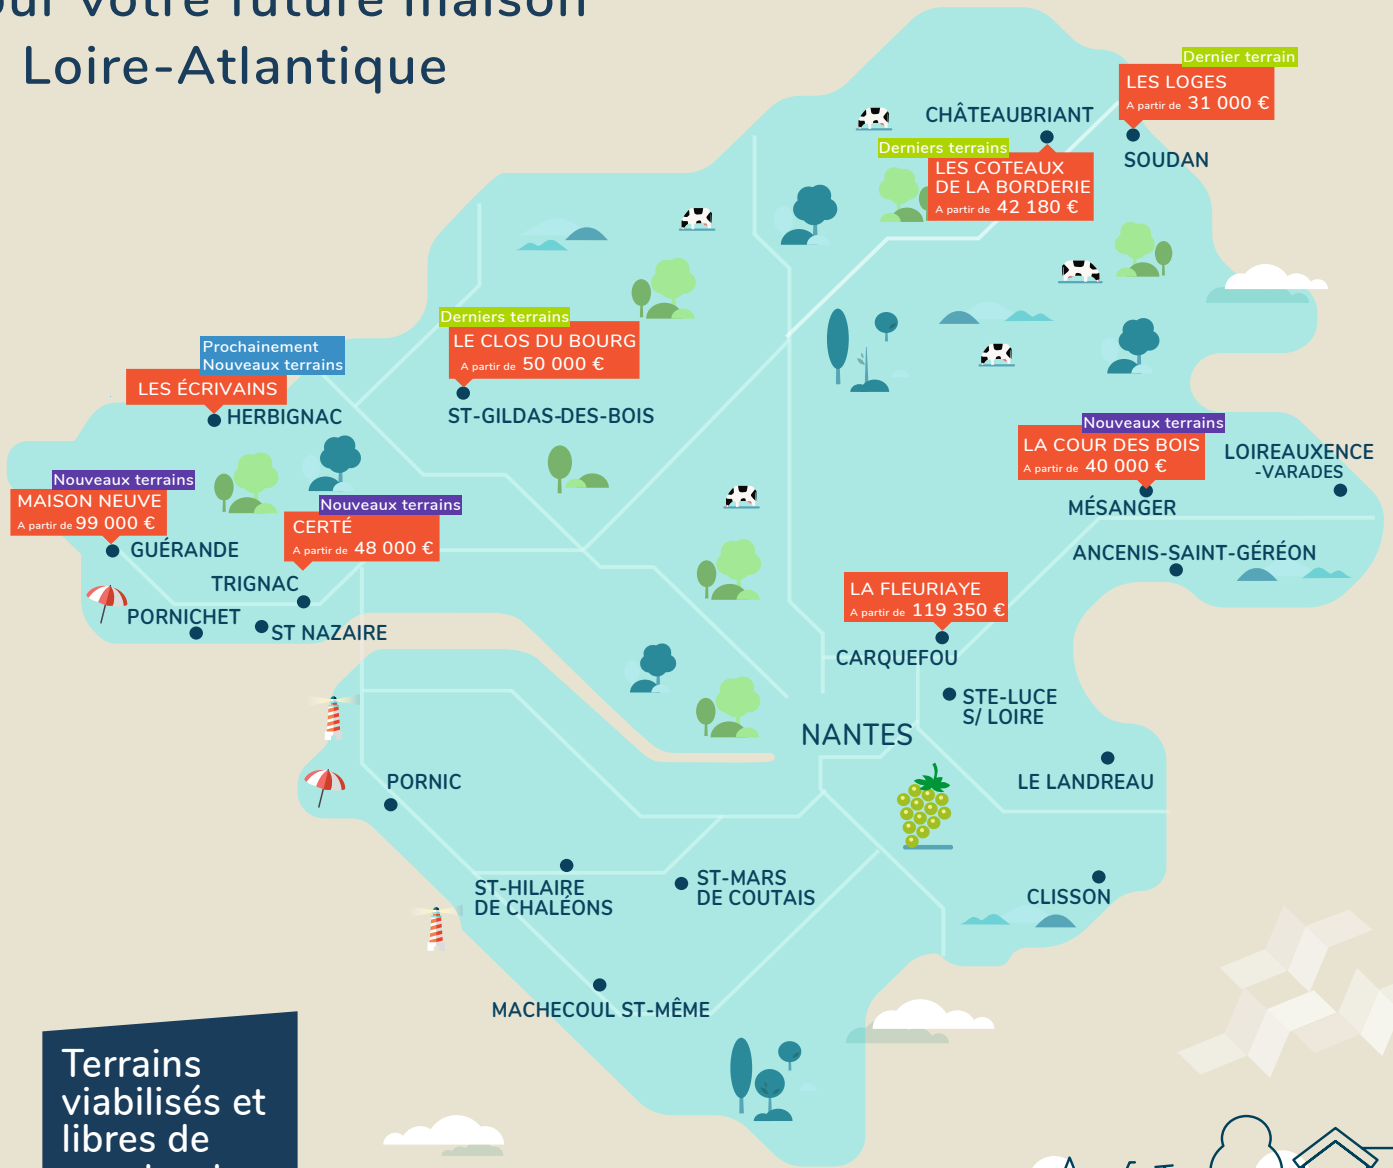 our votre future maison
Loire-Atlantique
Dernier terrain
LES LOGES
A partir de 31 000 €
SOUDAN
CHÂTEAUBRIANT
Derniers terrains
LES COTEAUX
DE LA BORDERIE
A partir de 42 180 €
Derniers terrains
LE CLOS DU BOURG
A partir de 50 000 €
ST-GILDAS-DES-BOIS
Prochainement
Nouveaux terrains
LES ÉCRIVAINS
HERBIGNAC
Nouveaux terrains
LA COUR DES BOIS
A partir de 40 000 €
MÉSANGER
LOIREAUXENCE
-VARADES
ANCENIS-SAINT-GÉRÉON
Nouveaux terrains
MAISON NEUVE
A partir de 99 000 €
GUÉRANDE
Nouveaux terrains
CERTÉ
A partir de 48 000 €
TRIGNAC
PORNICHET
ST NAZAIRE
LA FLEURIAYE
A partir de 119 350 €
CARQUEFOU
STE-LUCE
S/ LOIRE
NANTES
LE LANDREAU
PORNIC
ST-HILAIRE
DE CHALÉONS
ST-MARS
DE COUTAIS
CLISSON
MACHECOUL ST-MÊME
Terrains
viabilisés et
libres de